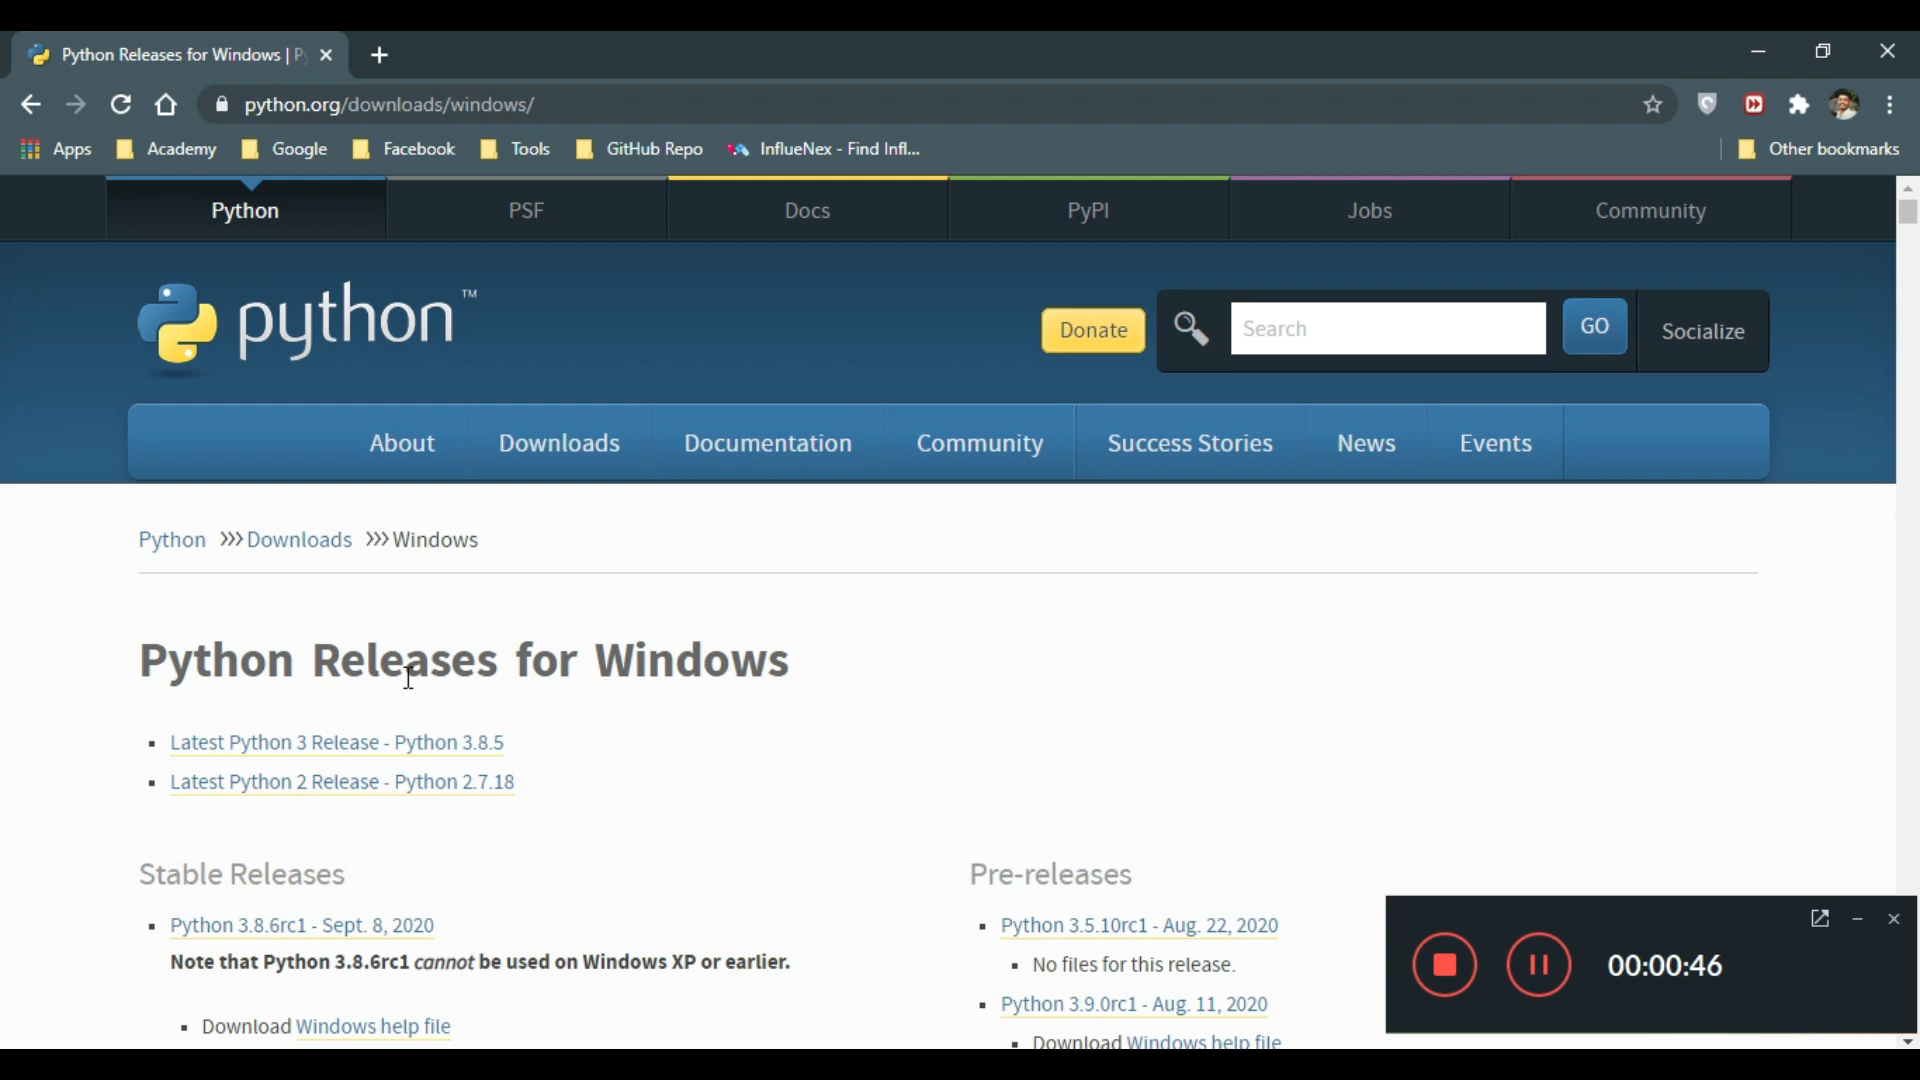 Python Releases for Windows | Py
python.org/downloads/windows/
Apps Academy Google Facebook Tools GitHub Repo InflueNex - Find Infl... Other bookmarks
Python PSF Docs PyPI Jobs Community
python™
Donate Search GO Socialize
About Downloads Documentation Community Success Stories News Events
Python >>> Downloads >>> Windows
Python Releases for Windows
Latest Python 3 Release - Python 3.8.5
Latest Python 2 Release - Python 2.7.18
Stable Releases
Python 3.8.6rc1 - Sept. 8, 2020
Note that Python 3.8.6rc1 cannot be used on Windows XP or earlier.
Download Windows help file
Pre-releases
Python 3.5.10rc1 - Aug. 22, 2020
No files for this release.
Python 3.9.0rc1 - Aug. 11, 2020
Download Windows help file
00:00:46